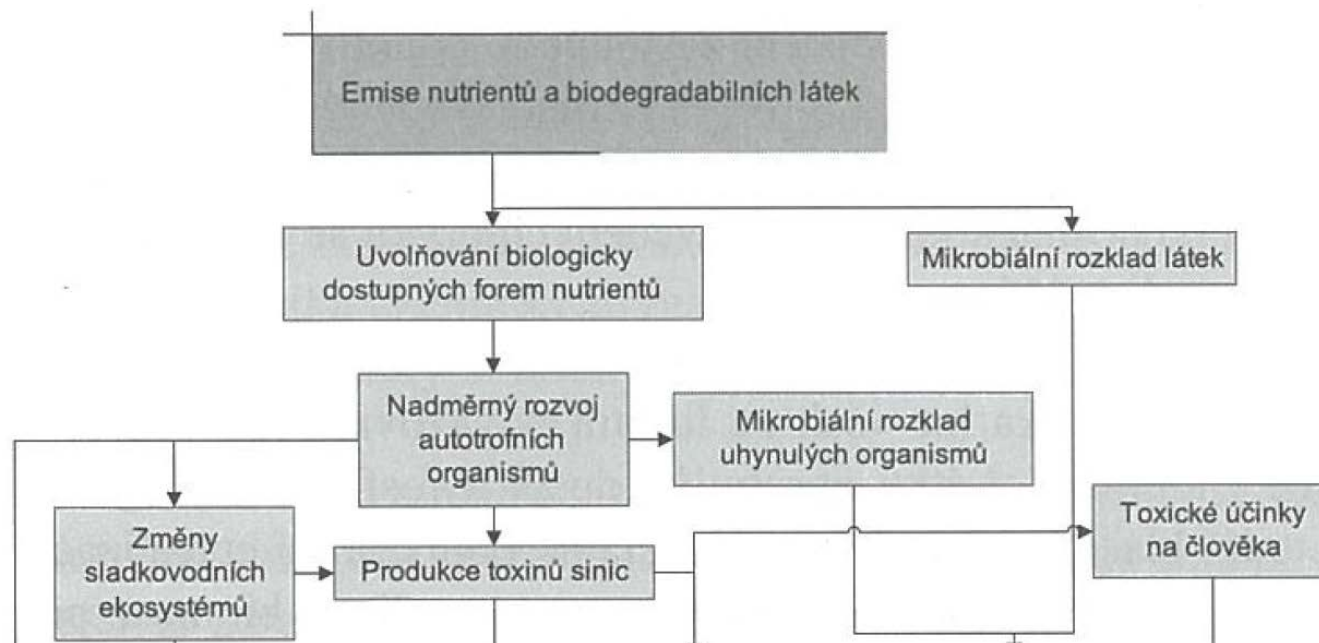 Emise nutrientů a biodegradabilních látek
Uvolňování biologicky
dostupných forem nutrientů
Mikrobiální rozklad látek
Nadměrný rozvoj
autotrofních
organismů
Mikrobiální rozklad
uhynulých organismů
Změny
sladkovodních
ekosystémů
Produkce toxinů sinic
Toxické účinky
na člověka